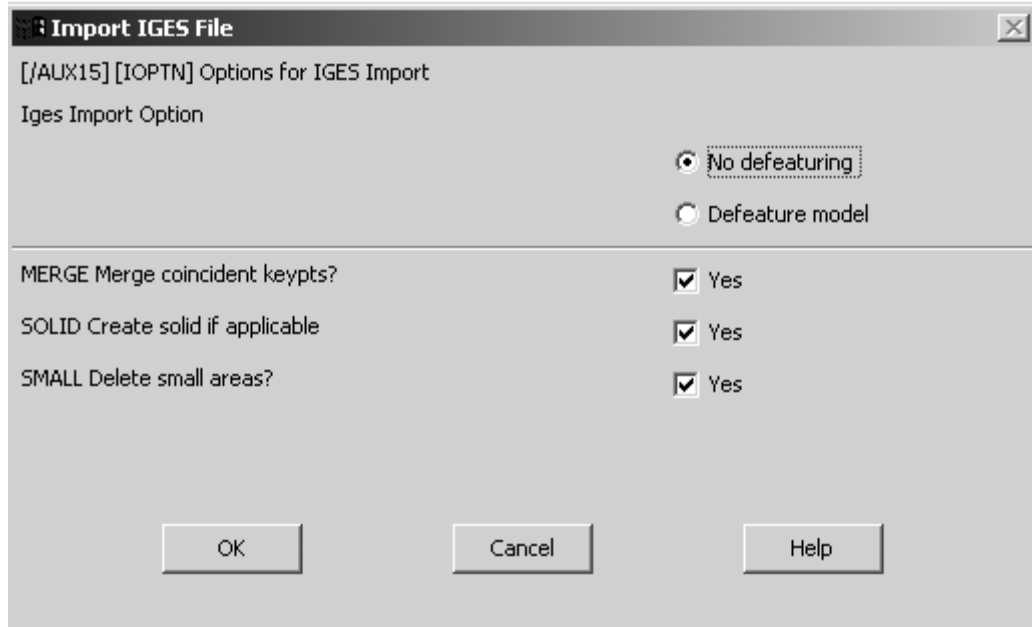 Import IGES File
[/AUX15] [IOPTN] Options for IGES Import
Iges Import Option
No defeaturing
Defeature model
MERGE Merge coincident keypts? Yes
SOLID Create solid if applicable Yes
SMALL Delete small areas? Yes
OK Cancel Help